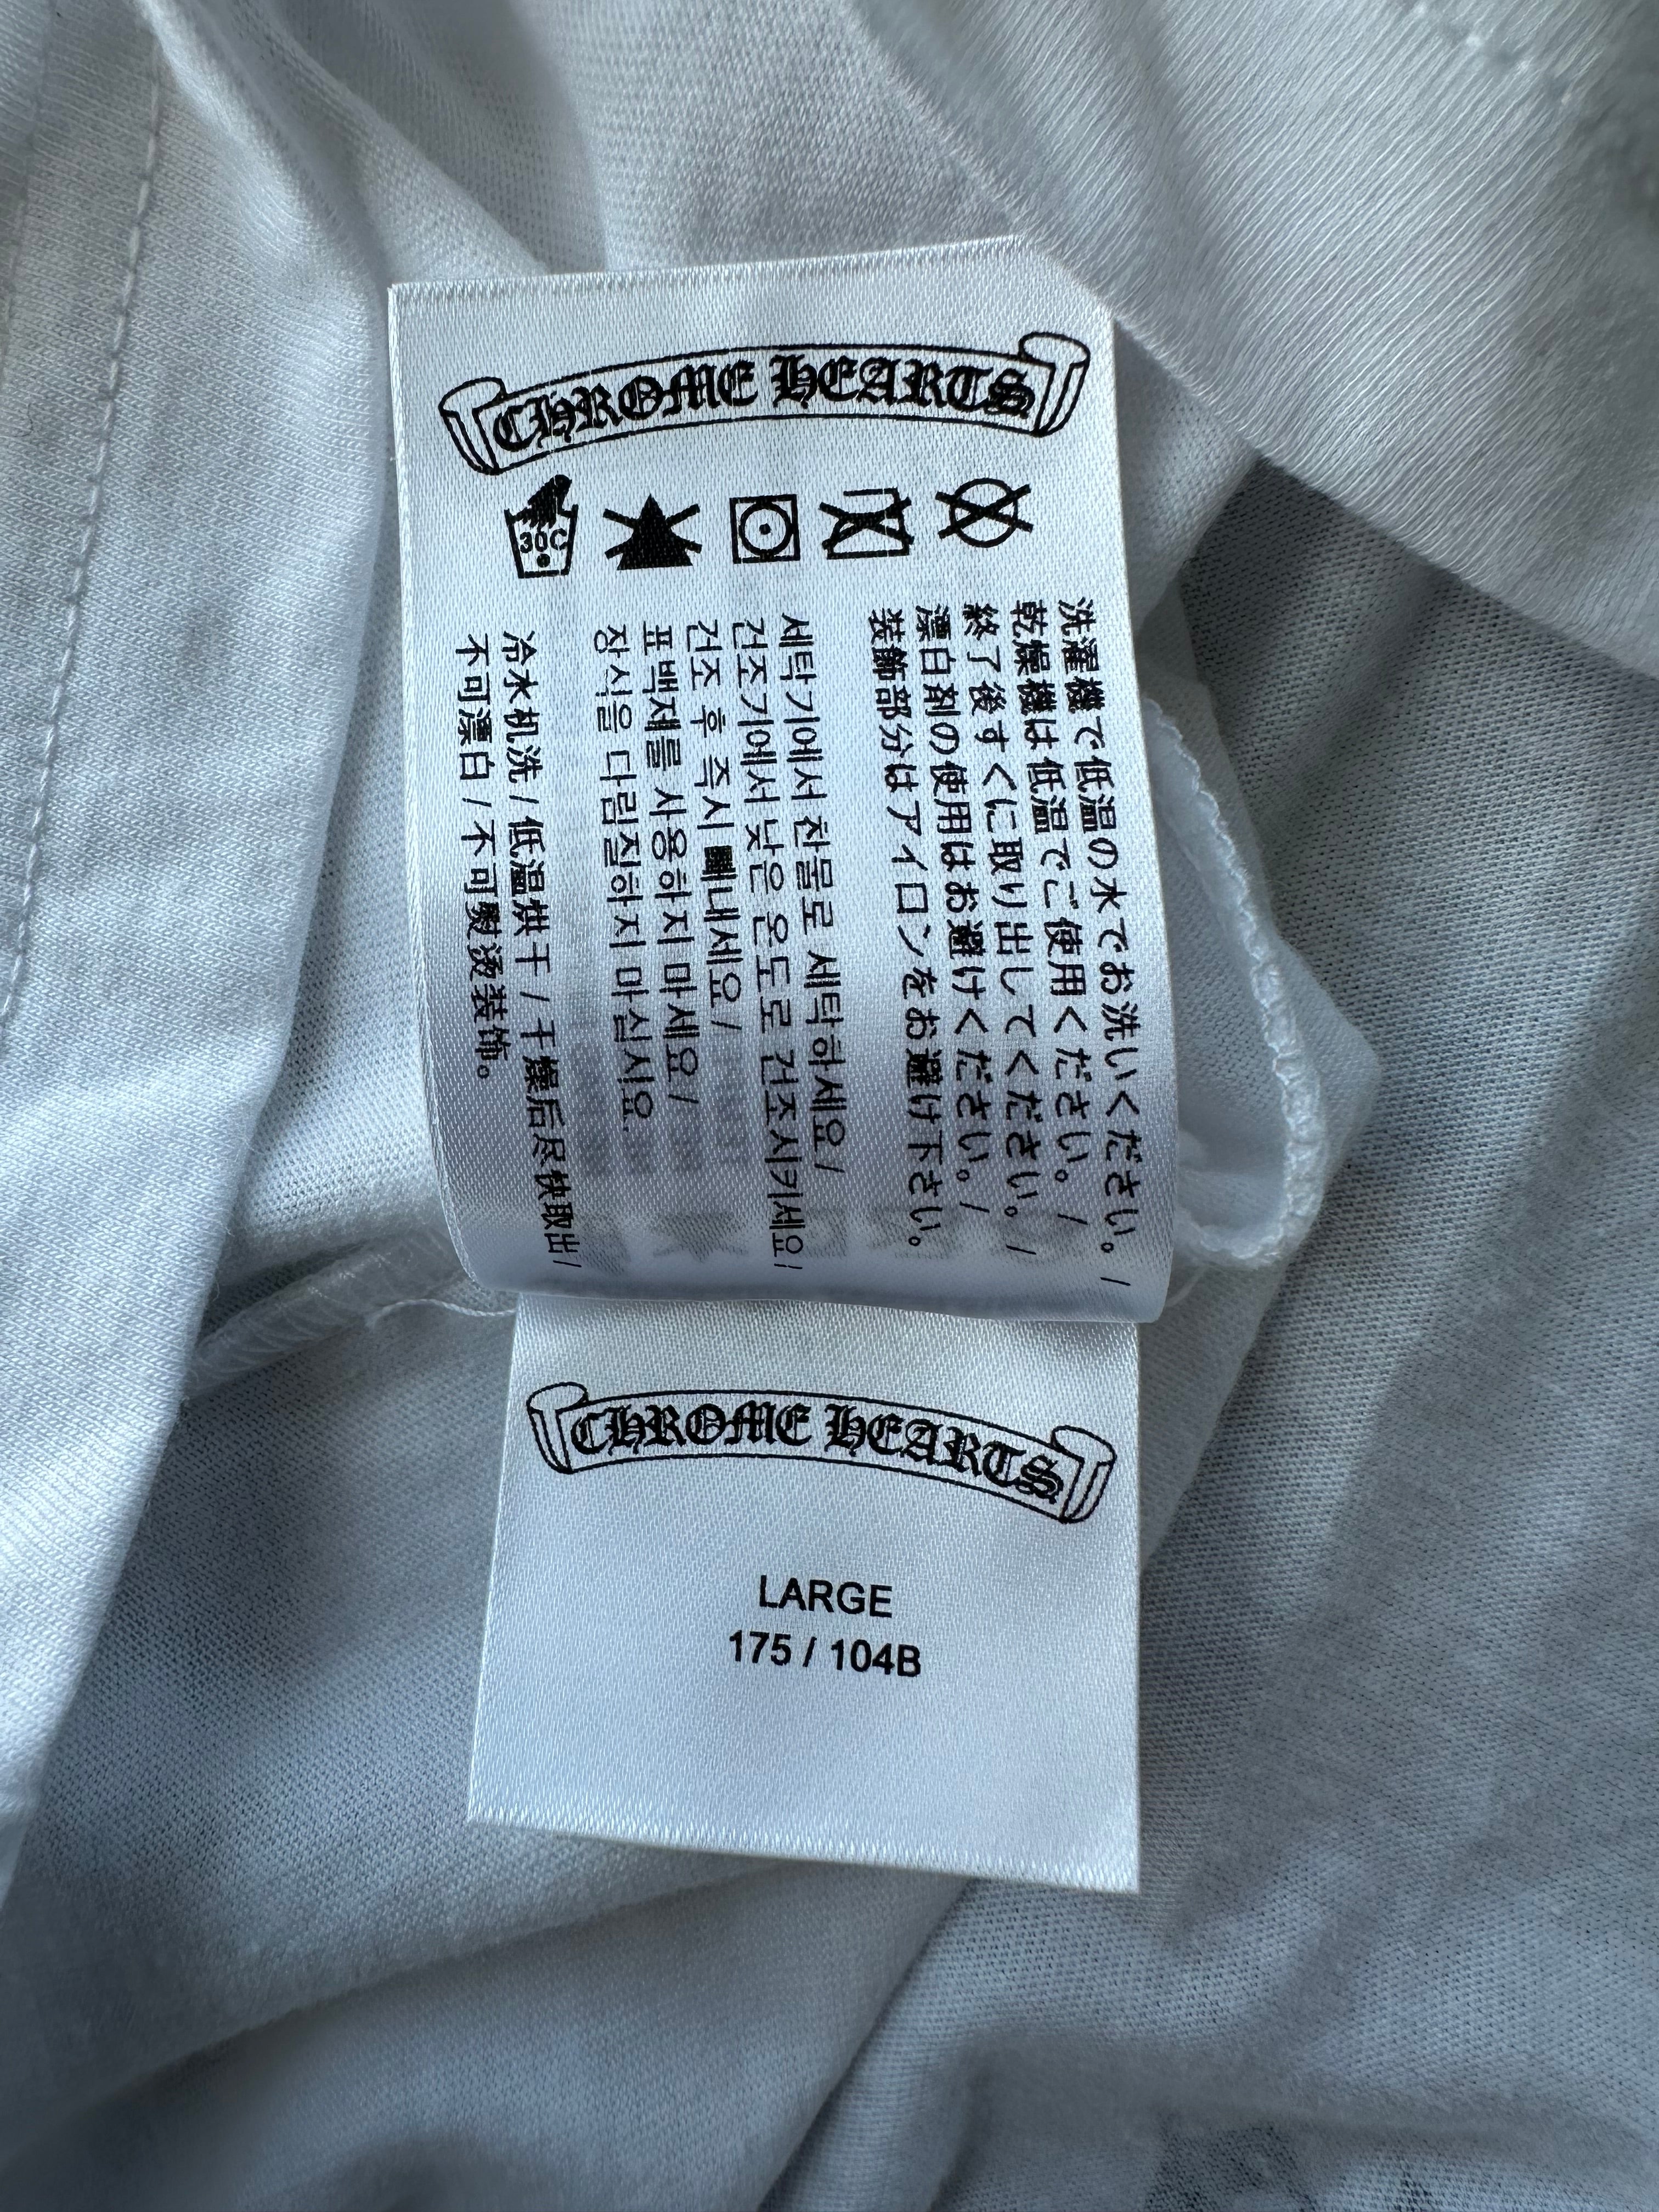 CHROME HEARTS
30C
洗濯機で低温の水でお洗いください。/
乾燥機は低温でご使用ください。/
終了後すぐに取り出してください。/
漂白剤の使用はお避けください。/
装飾部分はアイロンをお避け下さい。
세탁기에서 찬물로 세탁하세요/
건조기에서 낮은 온도로 건조시키세요/
건조 후 즉시 빼내세요/
표백제를 사용하지 마세요/
장식을 다림질하지 마십시요.
冷水机洗 / 低温烘干 / 干燥后尽快取出 /
不可漂白 / 不可熨烫装饰。
CHROME HEARTS
LARGE
175 / 104B